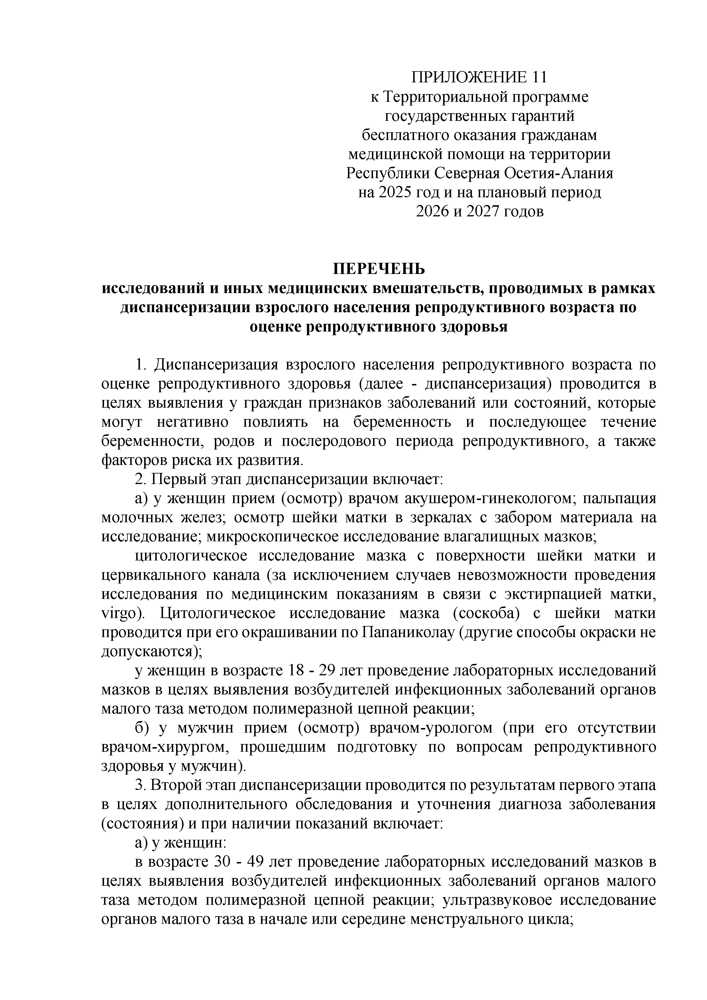 ПРИЛОЖЕНИЕ 11
к Территориальной программе
государственных гарантий
бесплатного оказания гражданам
медицинской помощи на территории
Республики Северная Осетия-Алания
на 2025 год и на плановый период
2026 и 2027 годов
ПЕРЕЧЕНЬ
исследований и иных медицинских вмешательств, проводимых в рамках
диспансеризации взрослого населения репродуктивного возраста по
оценке репродуктивного здоровья
1. Диспансеризация взрослого населения репродуктивного возраста по
оценке репродуктивного здоровья (далее - диспансеризация) проводится в
целях выявления у граждан признаков заболеваний или состояний, которые
могут негативно повлиять на беременность и последующее течение
беременности, родов и послеродового периода репродуктивного, а также
факторов риска их развития.
2. Первый этап диспансеризации включает:
а) у женщин прием (осмотр) врачом акушером-гинекологом; пальпация
молочных желез; осмотр шейки матки в зеркалах с забором материала на
исследование; микроскопическое исследование влагалищных мазков;
цитологическое исследование мазка с поверхности шейки матки и
цервикального канала (за исключением случаев невозможности проведения
исследования по медицинским показаниям в связи с экстирпацией матки,
virgo). Цитологическое исследование мазка (соскоба) с шейки матки
проводится при его окрашивании по Папаниколау (другие способы окраски не
допускаются);
у женщин в возрасте 18 - 29 лет проведение лабораторных исследований
мазков в целях выявления возбудителей инфекционных заболеваний органов
малого таза методом полимеразной цепной реакции;
б) у мужчин прием (осмотр) врачом-урологом (при его отсутствии
врачом-хирургом, прошедшим подготовку по вопросам репродуктивного
здоровья у мужчин).
3. Второй этап диспансеризации проводится по результатам первого этапа
в целях дополнительного обследования и уточнения диагноза заболевания
(состояния) и при наличии показаний включает:
а) у женщин:
в возрасте 30 - 49 лет проведение лабораторных исследований мазков в
целях выявления возбудителей инфекционных заболеваний органов малого
таза методом полимеразной цепной реакции; ультразвуковое исследование
органов малого таза в начале или середине менструального цикла;